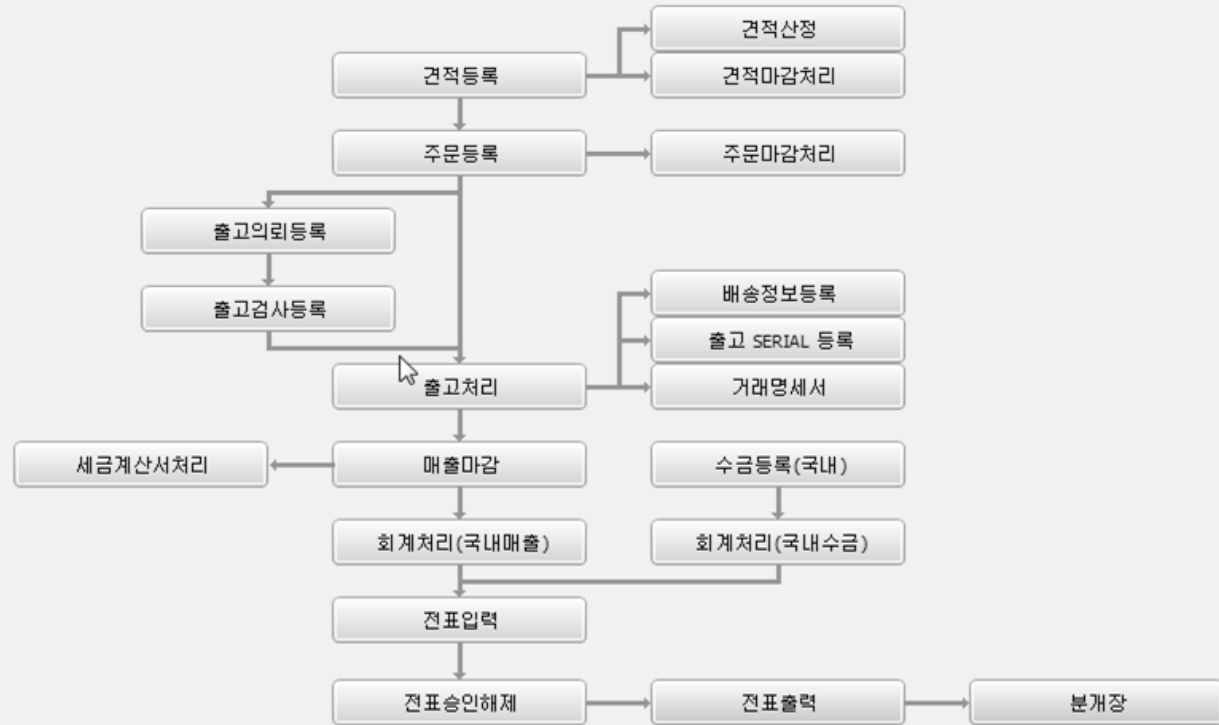 견적산정
견적등록
견적마감처리
주문등록
주문마감처리
출고의뢰등록
출고검사등록
배송정보등록
출고 SERIAL 등록
출고처리
거래명세서
세금계산서처리
매출마감
수금등록(국내)
회계처리(국내매출)
회계처리(국내수금)
전표입력
전표승인해제
전표출력
분개장